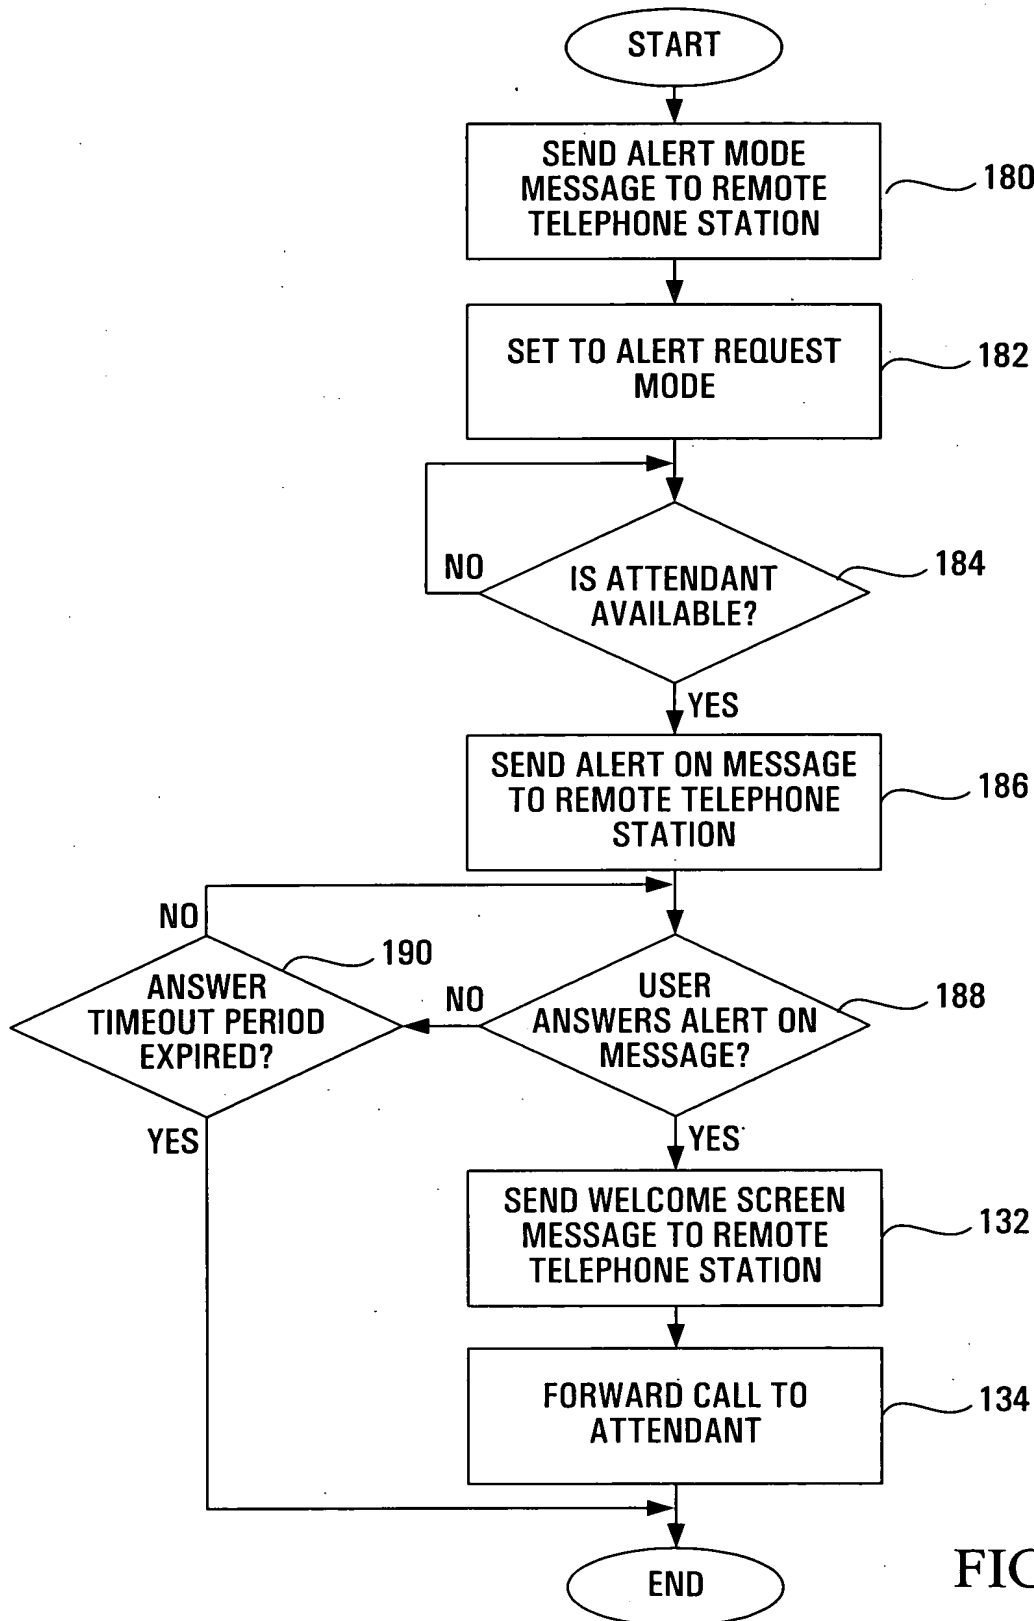 START
SEND ALERT MODE
MESSAGE TO REMOTE
TELEPHONE STATION
180
SET TO ALERT REQUEST
MODE
182
NO
IS ATTENDANT
AVAILABLE?
184
YES
SEND ALERT ON MESSAGE
TO REMOTE TELEPHONE
STATION
186
NO
190
ANSWER
TIMEOUT PERIOD
EXPIRED?
NO
USER
ANSWERS ALERT ON
MESSAGE?
188
YES
YES
SEND WELCOME SCREEN
MESSAGE TO REMOTE
TELEPHONE STATION
132
FORWARD CALL TO
ATTENDANT
134
END